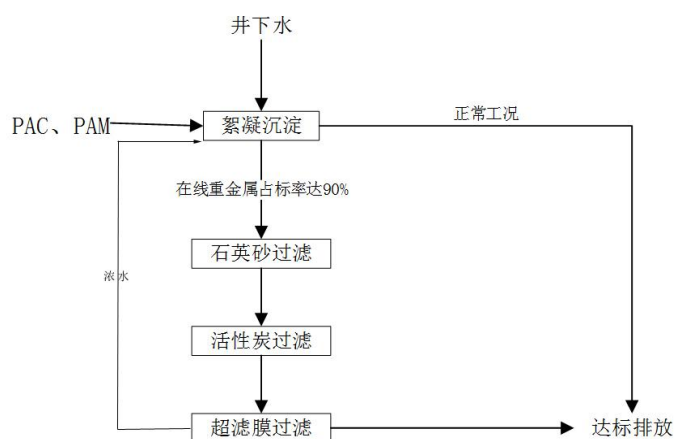 井下水
正常工况
PAC、PAM
絮凝沉淀
在线重金属占标率达90%
石英砂过滤
浓水
活性炭过滤
超滤膜过滤
达标排放